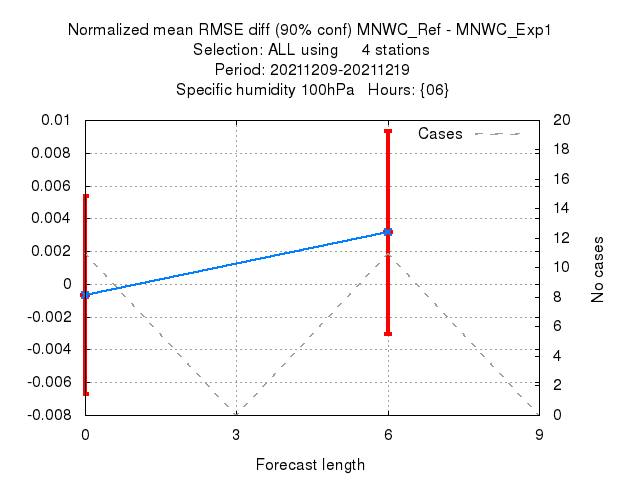 Normalized mean RMSE diff (90% conf) MNWC_Ref - MNWC_Exp1
Selection: ALL using 4 stations
Period: 20211209-20211219
Specific humidity 100hPa Hours: {06}
Cases
0.01
0.008
0.006
0.004
0.002
0
-0.002
-0.004
-0.006
-0.008
20
18
16
14
12
10
8
6
4
2
0
No cases
0 3 6 9
Forecast length